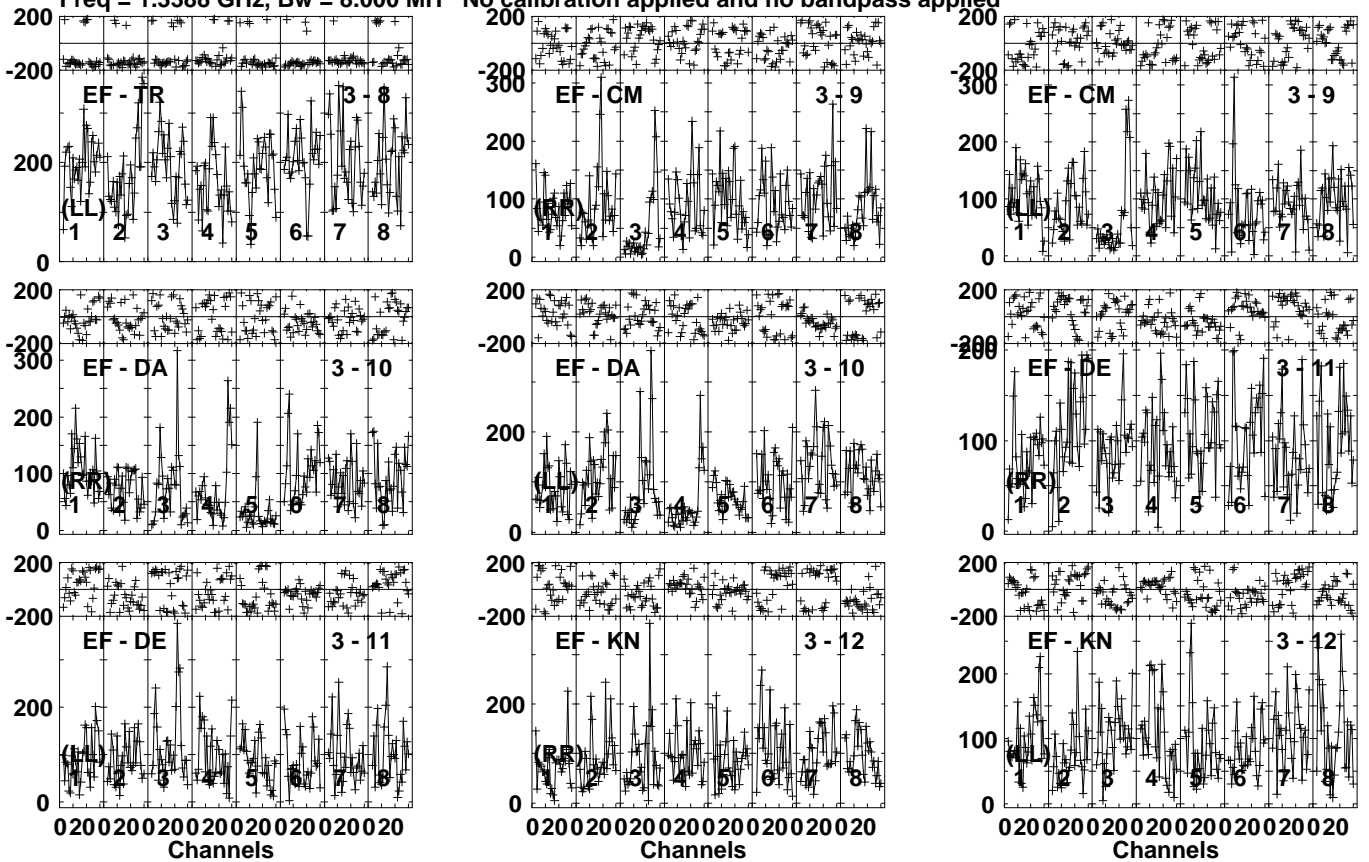 Freq = 1.5388 GHz, Bw = 8.000 MH No calibration applied and no bandpass applied
200 200 200
-200 -200 -200
EF - TR 3 - 8 EF - CM 3 - 9 EF - CM 3 - 9
300 300
200 200 200
100 100
(LL) (RR) (LL)
1 2 3 4 5 6 7 8 1 2 3 4 5 6 7 8 1 2 3 4 5 6 7 8
0 0 0
200 200 200
-200 -200 -200
300 200
EF - DA 3 - 10 EF - DA 3 - 10 EF - DE 3 - 11
200 200
100 100
(RR) (LL) (RR)
1 2 3 4 5 6 7 8 1 2 3 4 5 6 7 8 1 2 3 4 5 6 7 8
0 0 0
200 200 200
-200 -200 -200
EF - DE 3 - 11 EF - KN 3 - 12 EF - KN 3 - 12
200 200 200
100
(LL) (RR) (LL)
1 2 3 4 5 6 7 8 1 2 3 4 5 6 7 8 1 2 3 4 5 6 7 8
0 0 0
0 20 0 20 0 20 0 20 0 20 0 20 0 20 0 20 0 20 0 20 0 20 0 20 0 20 0 20 0 20 0 20 0 20 0 20 0 20 0 20 0 20 0 20 0 20 0 20
Channels Channels Channels